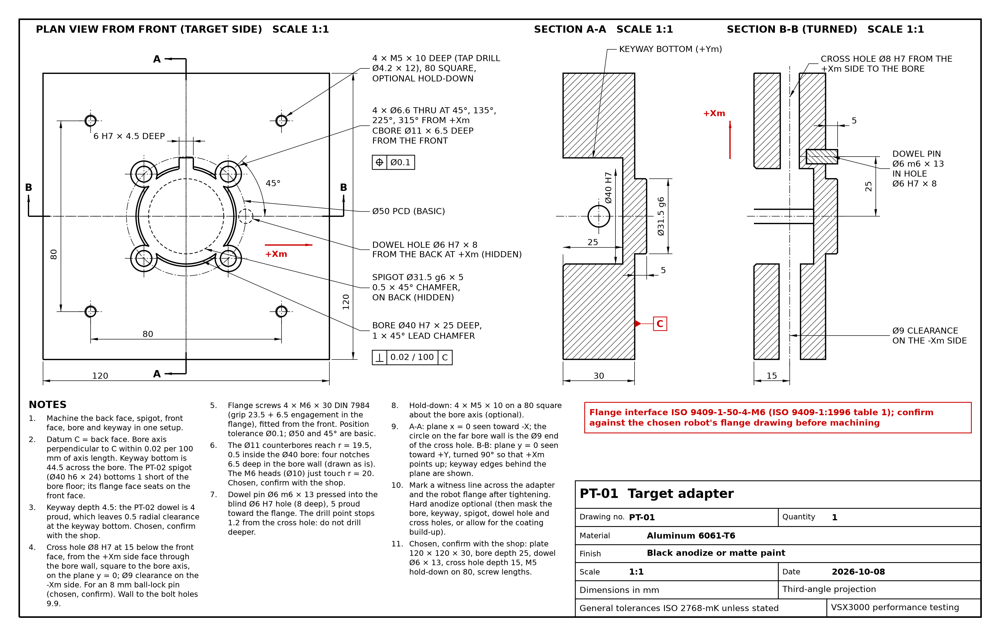 PLAN VIEW FROM FRONT (TARGET SIDE) SCALE 1:1
SECTION A-A SCALE 1:1
SECTION B-B (TURNED) SCALE 1:1
A
4 × M5 × 10 DEEP (TAP DRILL
Ø4.2 × 12), 80 SQUARE,
OPTIONAL HOLD-DOWN
4 × Ø6.6 THRU AT 45°, 135°,
225°, 315° FROM +Xm
CBORE Ø11 × 6.5 DEEP
FROM THE FRONT
⌖ Ø0.1
6 H7 × 4.5 DEEP
45°
B
B
Ø50 PCD (BASIC)
DOWEL HOLE Ø6 H7 × 8
FROM THE BACK AT +Xm (HIDDEN)
+Xm
80
SPIGOT Ø31.5 g6 × 5
0.5 × 45° CHAMFER,
ON BACK (HIDDEN)
120
BORE Ø40 H7 × 25 DEEP,
1 × 45° LEAD CHAMFER
⊥ 0.02 / 100 C
80
A
120
KEYWAY BOTTOM (+Ym)
Ø40 H7
Ø31.5 g6
25
5
C
30
CROSS HOLE Ø8 H7 FROM THE
+Xm SIDE TO THE BORE
+Xm
5
DOWEL PIN
Ø6 m6 × 13
IN HOLE
Ø6 H7 × 8
25
Ø9 CLEARANCE
ON THE -Xm SIDE
15
NOTES
1. Machine the back face, spigot, front
face, bore and keyway in one setup.
2. Datum C = back face. Bore axis
perpendicular to C within 0.02 per 100
mm of axis length. Keyway bottom is
44.5 across the bore. The PT-02 spigot
(Ø40 h6 × 24) bottoms 1 short of the
bore floor; its flange face seats on the
front face.
3. Keyway depth 4.5: the PT-02 dowel is 4
proud, which leaves 0.5 radial clearance
at the keyway bottom. Chosen, confirm
with the shop.
4. Cross hole Ø8 H7 at 15 below the front
face, from the +Xm side face through
the bore wall, square to the bore axis,
on the plane y = 0; Ø9 clearance on the
-Xm side. For an 8 mm ball-lock pin
(chosen, confirm). Wall to the bolt holes
9.9.
5. Flange screws 4 × M6 × 30 DIN 7984
(grip 23.5 + 6.5 engagement in the
flange), fitted from the front. Position
tolerance Ø0.1; Ø50 and 45° are basic.
6. The Ø11 counterbores reach r = 19.5,
0.5 inside the Ø40 bore: four notches
6.5 deep in the bore wall (drawn as is).
The M6 heads (Ø10) just touch r = 20.
Chosen, confirm with the shop.
7. Dowel pin Ø6 m6 × 13 pressed into the
blind Ø6 H7 hole (8 deep), 5 proud
toward the flange. The drill point stops
1.2 from the cross hole: do not drill
deeper.
8. Hold-down: 4 × M5 × 10 on a 80 square
about the bore axis (optional).
9. A-A: plane x = 0 seen toward -X; the
circle on the far bore wall is the Ø9 end
of the cross hole. B-B: plane y = 0 seen
toward +Y, turned 90° so that +Xm
points up; keyway edges behind the
plane are shown.
10. Mark a witness line across the adapter
and the robot flange after tightening.
Hard anodize optional (then mask the
bore, keyway, spigot, dowel hole and
cross holes, or allow for the coating
build-up).
11. Chosen, confirm with the shop: plate
120 × 120 × 30, bore depth 25, dowel
Ø6 × 13, cross hole depth 15, M5
hold-down on 80, screw lengths.
Flange interface ISO 9409-1-50-4-M6 (ISO 9409-1:1996 table 1); confirm
against the chosen robot's flange drawing before machining
PT-01 Target adapter
Drawing no. PT-01
Quantity 1
Material Aluminum 6061-T6
Finish Black anodize or matte paint
Scale 1:1
Date 2026-10-08
Dimensions in mm
Third-angle projection
General tolerances ISO 2768-mK unless stated
VSX3000 performance testing